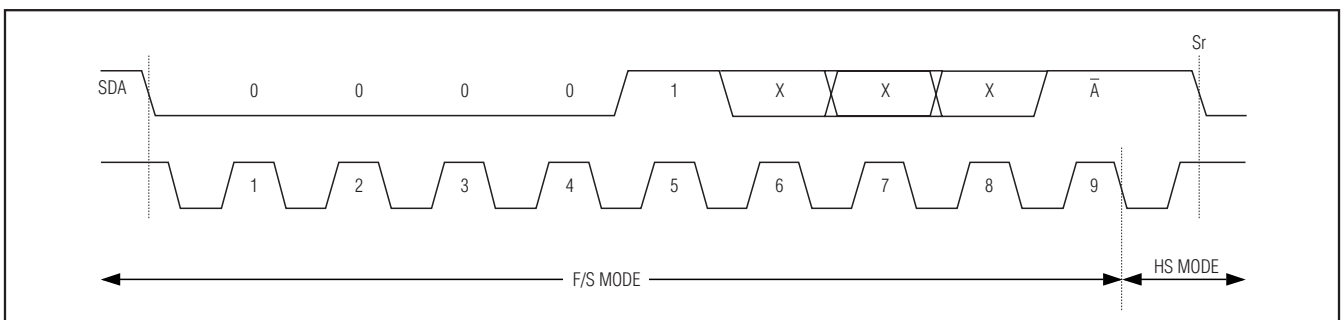 Sr
SDA 0 0 0 0 1 X X X A̅
1 2 3 4 5 6 7 8 9
F/S MODE HS MODE